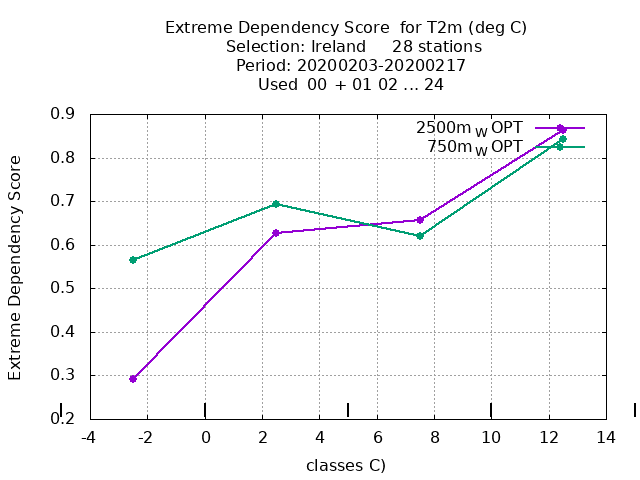 Extreme Dependency Score  for T2m (deg C)
Selection: Ireland     28 stations
Period: 20200203-20200217
Used  00  + 01 02 ... 24
0.9
0.8
0.7
0.6
0.5
0.4
0.3
0.2
Extreme Dependency Score
2500m_W OPT
750m_W OPT
-4 -2 0 2 4 6 8 10 12 14
classes C)